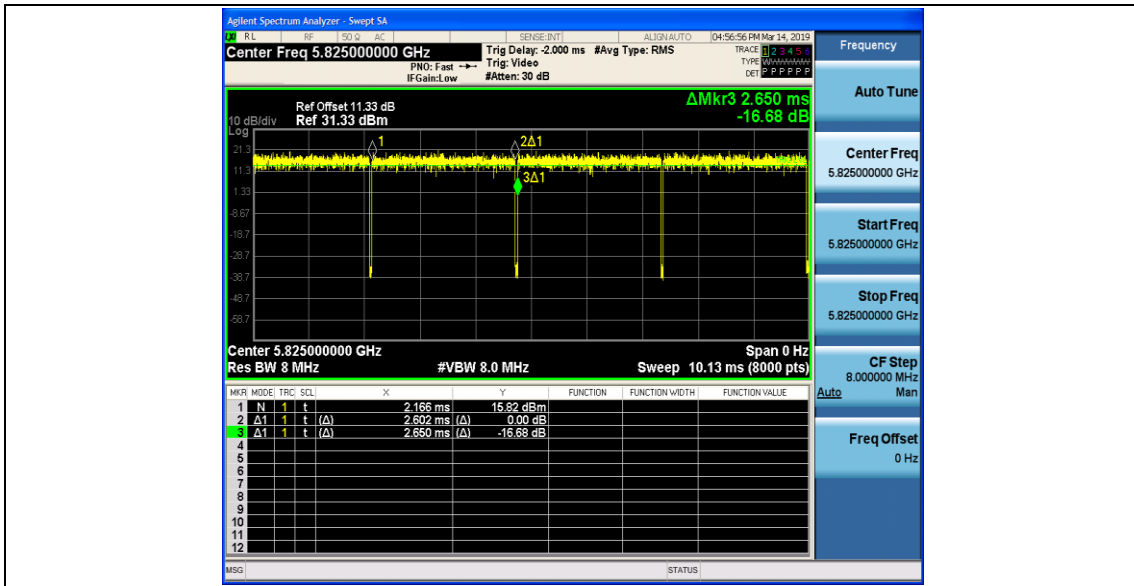 Agilent Spectrum Analyzer - Swept SA
LXI RL RF 50 Ω AC SENSE:INT ALIGNAUTO 04:56:56 PM Mar 14, 2019
Center Freq 5.825000000 GHz Trig Delay: -2.000 ms #Avg Type: RMS TRACE 1 2 3 4 5 6 Frequency
PNO: Fast Trig: Video TYPE
IFGain:Low #Atten: 30 dB DET P P P P P P
Auto Tune
ΔMkr3 2.650 ms
Ref Offset 11.33 dB -16.68 dB
10 dB/div Ref 31.33 dBm
Log
1 2Δ1
21.3
3Δ1
11.3
1.33
-8.67
-18.7
-28.7
-38.7
-48.7
-58.7
Center Freq
5.825000000 GHz
Start Freq
5.825000000 GHz
Stop Freq
5.825000000 GHz
Center 5.825000000 GHz Span 0 Hz
Res BW 8 MHz #VBW 8.0 MHz Sweep 10.13 ms (8000 pts)
CF Step
8.000000 MHz
Auto Man
Freq Offset
0 Hz
MKR MODE TRC SCL X Y FUNCTION FUNCTION WIDTH FUNCTION VALUE
1 N 1 t 2.166 ms 15.82 dBm
2 Δ1 1 t (Δ) 2.602 ms (Δ) 0.00 dB
3 Δ1 1 t (Δ) 2.650 ms (Δ) -16.68 dB
4
5
6
7
8
9
10
11
12
MSG STATUS